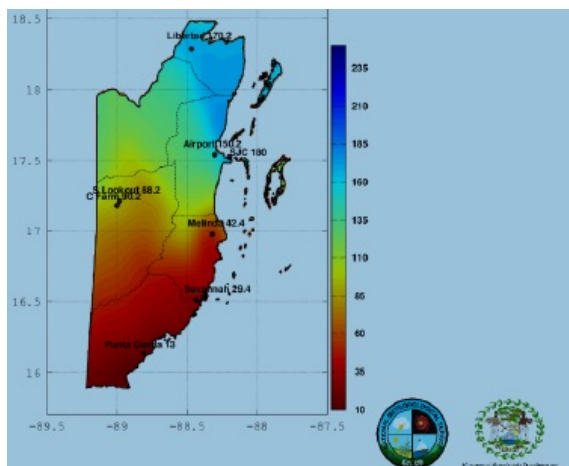 18.5
Libertad 170.2
235
18
210
185
Airport 150.2
SJC 180
17.5
160
S.Lookout 88.2
C Farm 90.2
135
Melinda 42.4
17
110
Savannah 29.4
85
16.5
60
Punta Gorda 13
35
16
10
-89.5 -89 -88.5 -88 -87.5